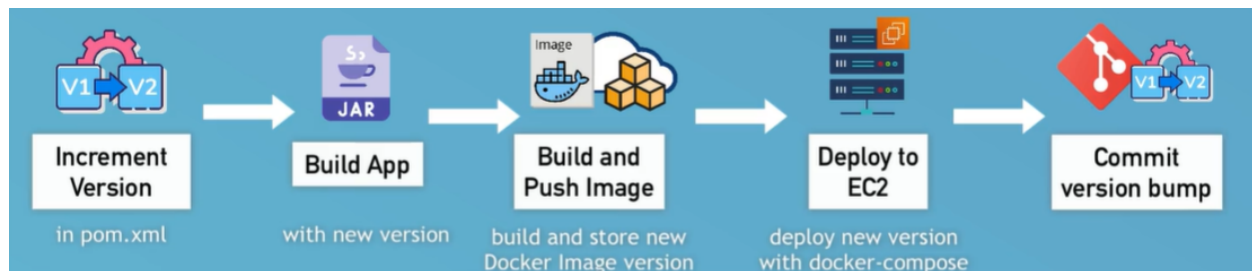 V1
V2
Increment
Version
in pom.xml
JAR
Build App
with new version
Image
Build and
Push Image
build and store new
Docker Image version
Deploy to
EC2
deploy new version
with docker-compose
V1
V2
Commit
version bump